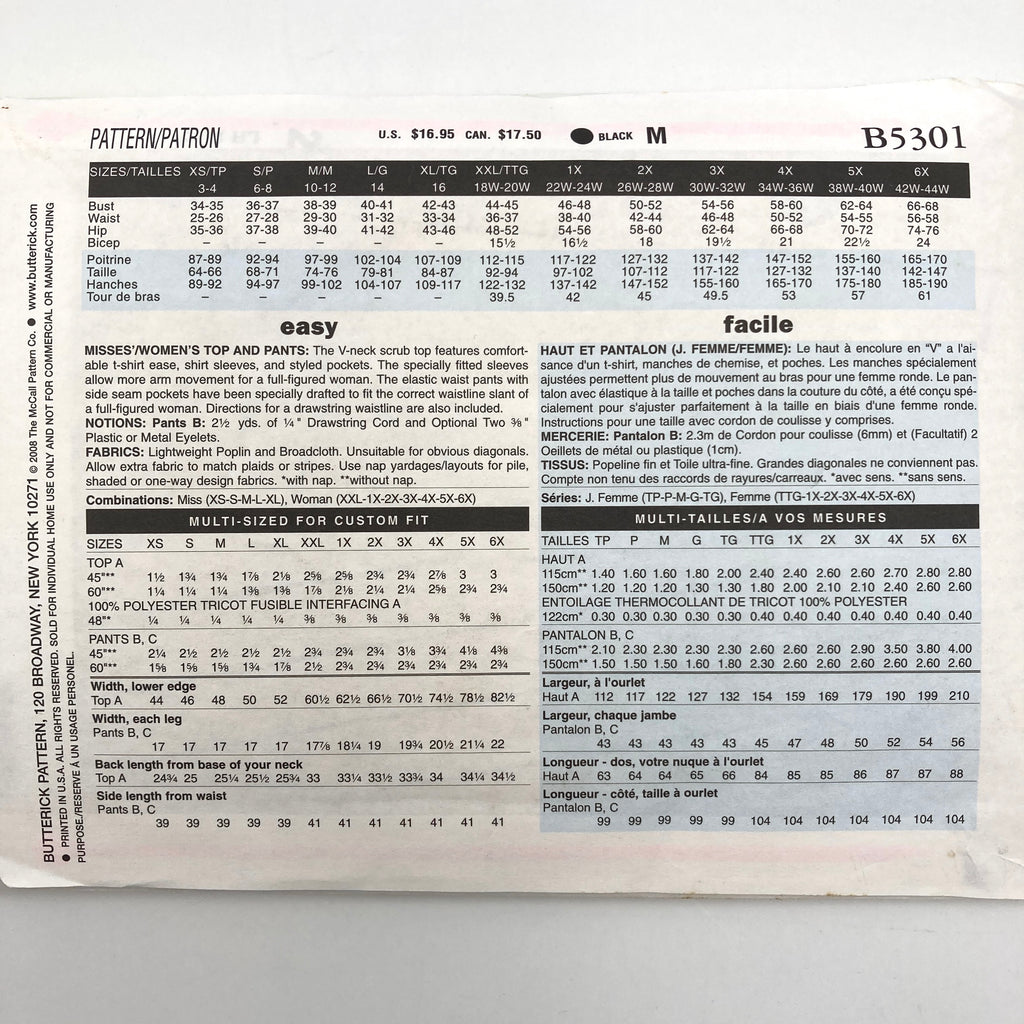 PATTERN/PATRON U.S. $16.95 CAN. $17.50 BLACK M B5301
SIZES/TAILLES XS/TP S/P M/M L/G XL/TG XXL/TTG 1X 2X 3X 4X 5X 6X
3-4 6-8 10-12 14 16 18W-20W 22W-24W 26W-28W 30W-32W 34W-36W 38W-40W 42W-44W
Bust 34-35 36-37 38-39 40-41 42-43 44-45 46-48 50-52 54-56 58-60 62-64 66-68
Waist 25-26 27-28 29-30 31-32 33-34 36-37 38-40 42-44 46-48 50-52 54-55 56-58
Hip 35-36 37-38 39-40 41-42 43-46 48-52 54-56 58-60 62-64 66-68 70-72 74-76
Bicep – – – – – 15½ 16½ 18 19½ 21 22½ 24
Poitrine 87-89 92-94 97-99 102-104 107-109 112-115 117-122 127-132 137-142 147-152 155-160 165-170
Taille 64-66 68-71 74-76 79-81 84-87 92-94 97-102 107-112 117-122 127-132 137-140 142-147
Hanches 89-92 94-97 99-102 104-107 109-117 122-132 137-142 147-152 155-160 165-170 175-180 185-190
Tour de bras – – – – – 39.5 42 45 49.5 53 57 61
easy
MISSES'/WOMEN'S TOP AND PANTS: The V-neck scrub top features comfort-
able t-shirt ease, shirt sleeves, and styled pockets. The specially fitted sleeves
allow more arm movement for a full-figured woman. The elastic waist pants with
side seam pockets have been specially drafted to fit the correct waistline slant of
a full-figured woman. Directions for a drawstring waistline are also included.
NOTIONS: Pants B: 2½ yds. of ¼" Drawstring Cord and Optional Two ⅜"
Plastic or Metal Eyelets.
FABRICS: Lightweight Poplin and Broadcloth. Unsuitable for obvious diagonals.
Allow extra fabric to match plaids or stripes. Use nap yardages/layouts for pile,
shaded or one-way design fabrics. *with nap. **without nap.
Combinations: Miss (XS-S-M-L-XL), Woman (XXL-1X-2X-3X-4X-5X-6X)
MULTI-SIZED FOR CUSTOM FIT
SIZES XS S M L XL XXL 1X 2X 3X 4X 5X 6X
TOP A
45"** 1½ 1¾ 1¾ 1⅞ 2⅛ 2⅝ 2⅝ 2¾ 2¾ 2⅞ 3 3
60"** 1¼ 1¼ 1¼ 1⅜ 1⅜ 1⅞ 2⅛ 2¼ 2¼ 2⅝ 2¾ 2¾
100% POLYESTER TRICOT FUSIBLE INTERFACING A
48"* ¼ ¼ ¼ ¼ ¼ ⅜ ⅜ ⅜ ⅜ ⅜ ⅜ ⅜
PANTS B, C
45"** 2¼ 2½ 2½ 2½ 2½ 2¾ 2¾ 2¾ 3⅛ 3¾ 4⅛ 4⅜
60"** 1⅝ 1⅝ 1⅝ 1¾ 1⅞ 2½ 2¾ 2¾ 2¾ 2¾ 2¾ 2¾
Width, lower edge
Top A 44 46 48 50 52 60½ 62½ 66½ 70½ 74½ 78½ 82½
Width, each leg
Pants B, C
17 17 17 17 17 17⅞ 18¼ 19 19¾ 20½ 21¼ 22
Back length from base of your neck
Top A 24¾ 25 25¼ 25½ 25¾ 33 33¼ 33½ 33¾ 34 34¼ 34½
Side length from waist
Pants B, C
39 39 39 39 39 41 41 41 41 41 41 41
facile
HAUT ET PANTALON (J. FEMME/FEMME): Le haut à encolure en "V" a l'ai-
sance d'un t-shirt, manches de chemise, et poches. Les manches spécialement
ajustées permettent plus de mouvement au bras pour une femme ronde. Le pan-
talon avec élastique à la taille et poches dans la couture du côté, a été conçu spé-
cialement pour s'ajuster parfaitement à la taille en biais d'une femme ronde.
Instructions pour une taille avec cordon de coulisse y comprises.
MERCERIE: Pantalon B: 2.3m de Cordon pour coulisse (6mm) et (Facultatif) 2
Oeillets de métal ou plastique (1cm).
TISSUS: Popeline fin et Toile ultra-fine. Grandes diagonales ne conviennent pas.
Compte non tenu des raccords de rayures/carreaux. *avec sens. **sans sens.
Séries: J. Femme (TP-P-M-G-TG), Femme (TTG-1X-2X-3X-4X-5X-6X)
MULTI-TAILLES/A VOS MESURES
TAILLES TP P M G TG TTG 1X 2X 3X 4X 5X 6X
HAUT A
115cm** 1.40 1.60 1.60 1.80 2.00 2.40 2.40 2.60 2.60 2.70 2.80 2.80
150cm** 1.20 1.20 1.20 1.30 1.30 1.80 2.00 2.10 2.10 2.40 2.60 2.60
ENTOILAGE THERMOCOLLANT DE TRICOT 100% POLYESTER
122cm* 0.30 0.30 0.30 0.30 0.30 0.40 0.40 0.40 0.40 0.40 0.40 0.40
PANTALON B, C
115cm** 2.10 2.30 2.30 2.30 2.30 2.60 2.60 2.60 2.90 3.50 3.80 4.00
150cm** 1.50 1.50 1.50 1.60 1.80 2.30 2.60 2.60 2.60 2.60 2.60 2.60
Largeur, à l'ourlet
Haut A 112 117 122 127 132 154 159 169 179 190 199 210
Largeur, chaque jambe
Pantalon B, C
43 43 43 43 43 45 47 48 50 52 54 56
Longueur - dos, votre nuque à l'ourlet
Haut A 63 64 64 65 66 84 84 85 85 86 87 88
Longueur - côté, taille à ourlet
Pantalon B, C
99 99 99 99 99 104 104 104 104 104 104 104
BUTTERICK PATTERN, 120 BROADWAY, NEW YORK 10271 © 2008 The McCall Pattern Co. ● www.butterick.com
● PRINTED IN U.S.A. ALL RIGHTS RESERVED. SOLD FOR INDIVIDUAL HOME USE ONLY AND NOT FOR COMMERCIAL OR MANUFACTURING
PURPOSE./RESERVÉ À UN USAGE PERSONEL.